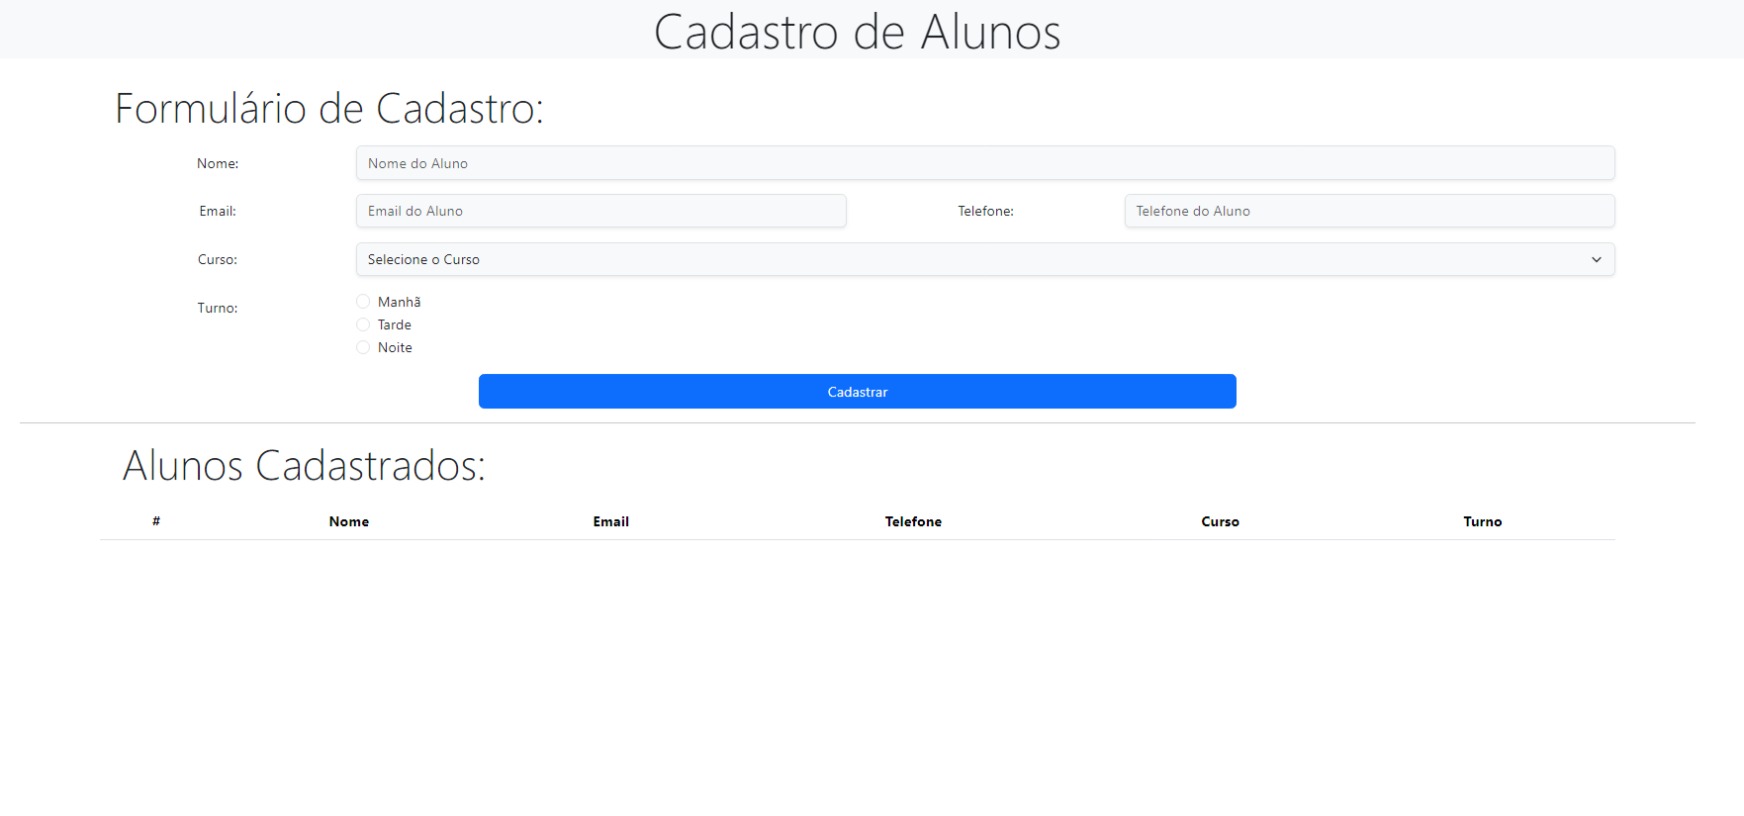 Cadastro de Alunos
Formulário de Cadastro:
Nome: Nome do Aluno
Email: Email do Aluno Telefone: Telefone do Aluno
Curso: Selecione o Curso
Turno: Manhã
Tarde
Noite
Cadastrar
Alunos Cadastrados:
# Nome Email Telefone Curso Turno